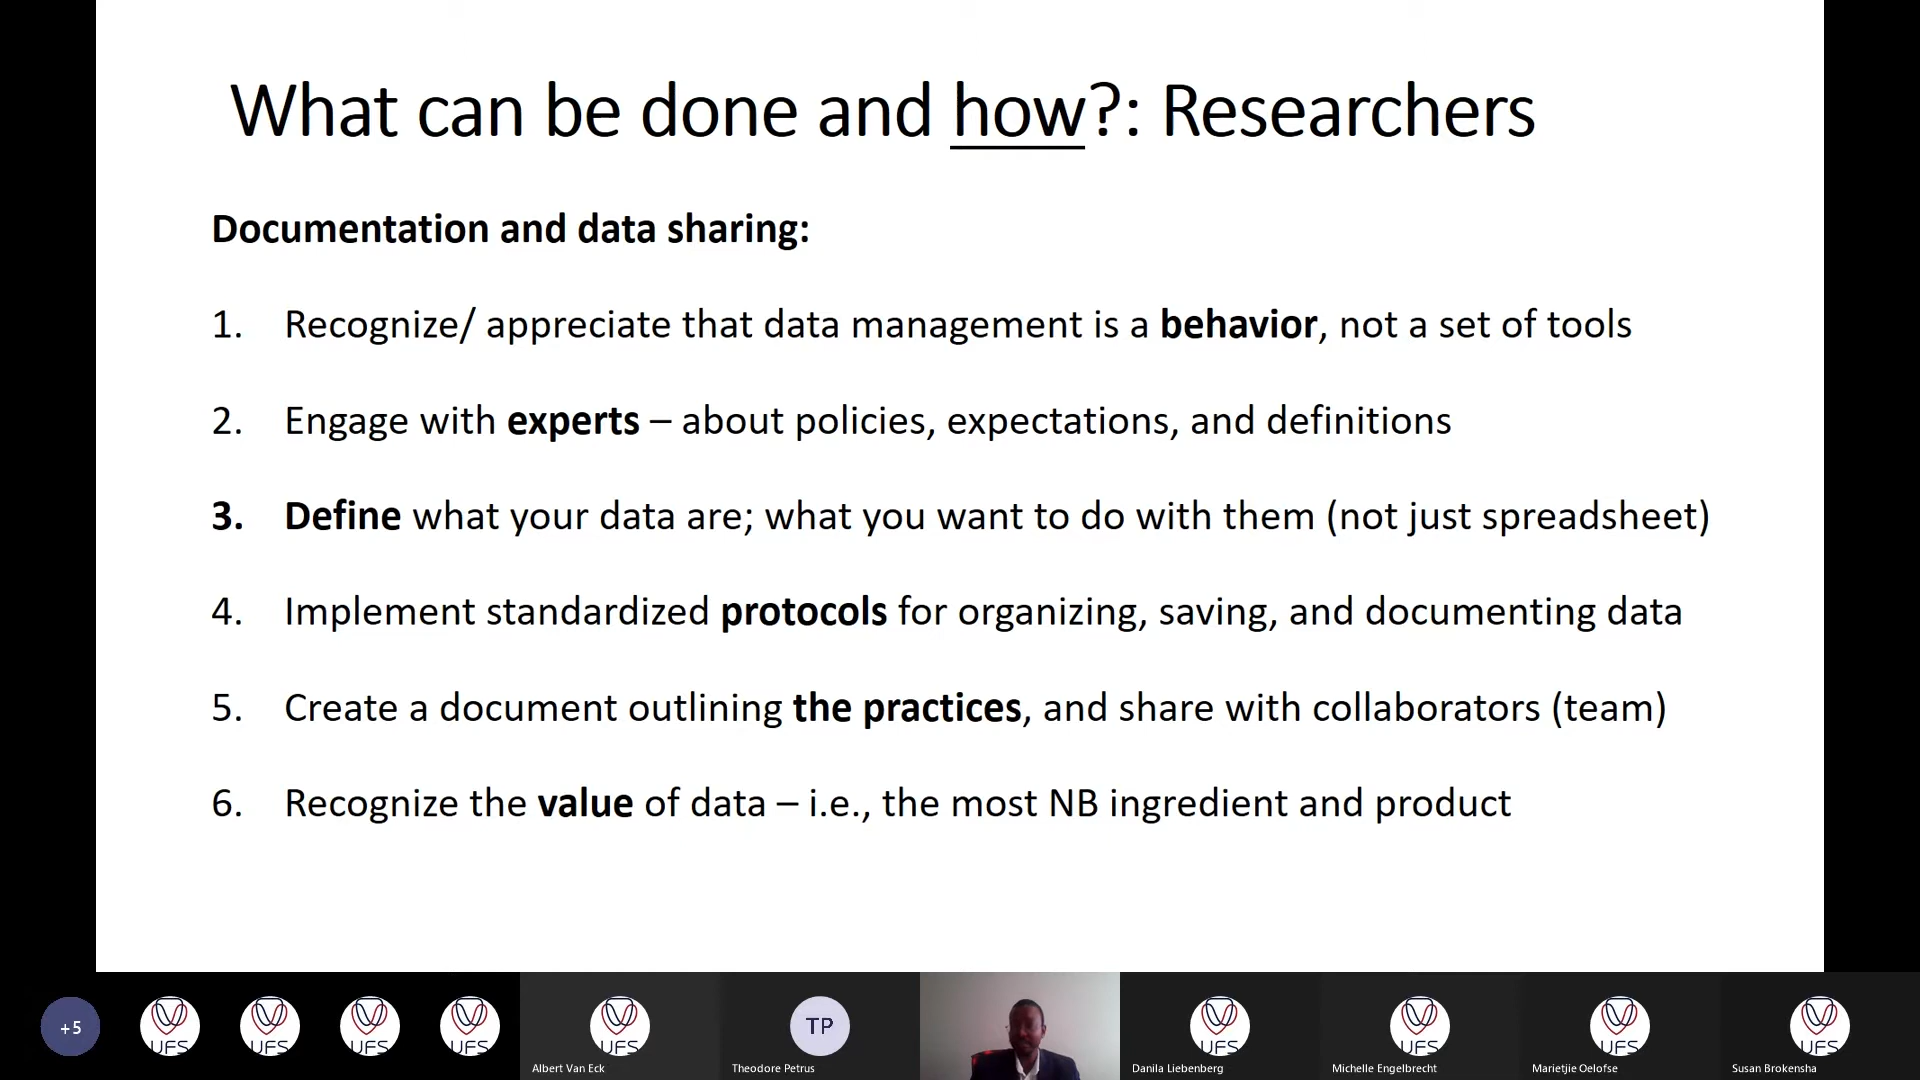 What can be done and how?: Researchers
Documentation and data sharing:
1. Recognize/ appreciate that data management is a behavior, not a set of tools
2. Engage with experts – about policies, expectations, and definitions
3. Define what your data are; what you want to do with them (not just spreadsheet)
4. Implement standardized protocols for organizing, saving, and documenting data
5. Create a document outlining the practices, and share with collaborators (team)
6. Recognize the value of data – i.e., the most NB ingredient and product
+5
UFS
UFS
UFS
UFS
UFS
Albert Van Eck
TP
Theodore Petrus
UFS
Danila Liebenberg
UFS
Michelle Engelbrecht
UFS
Marietjie Oelofse
UFS
Susan Brokensha